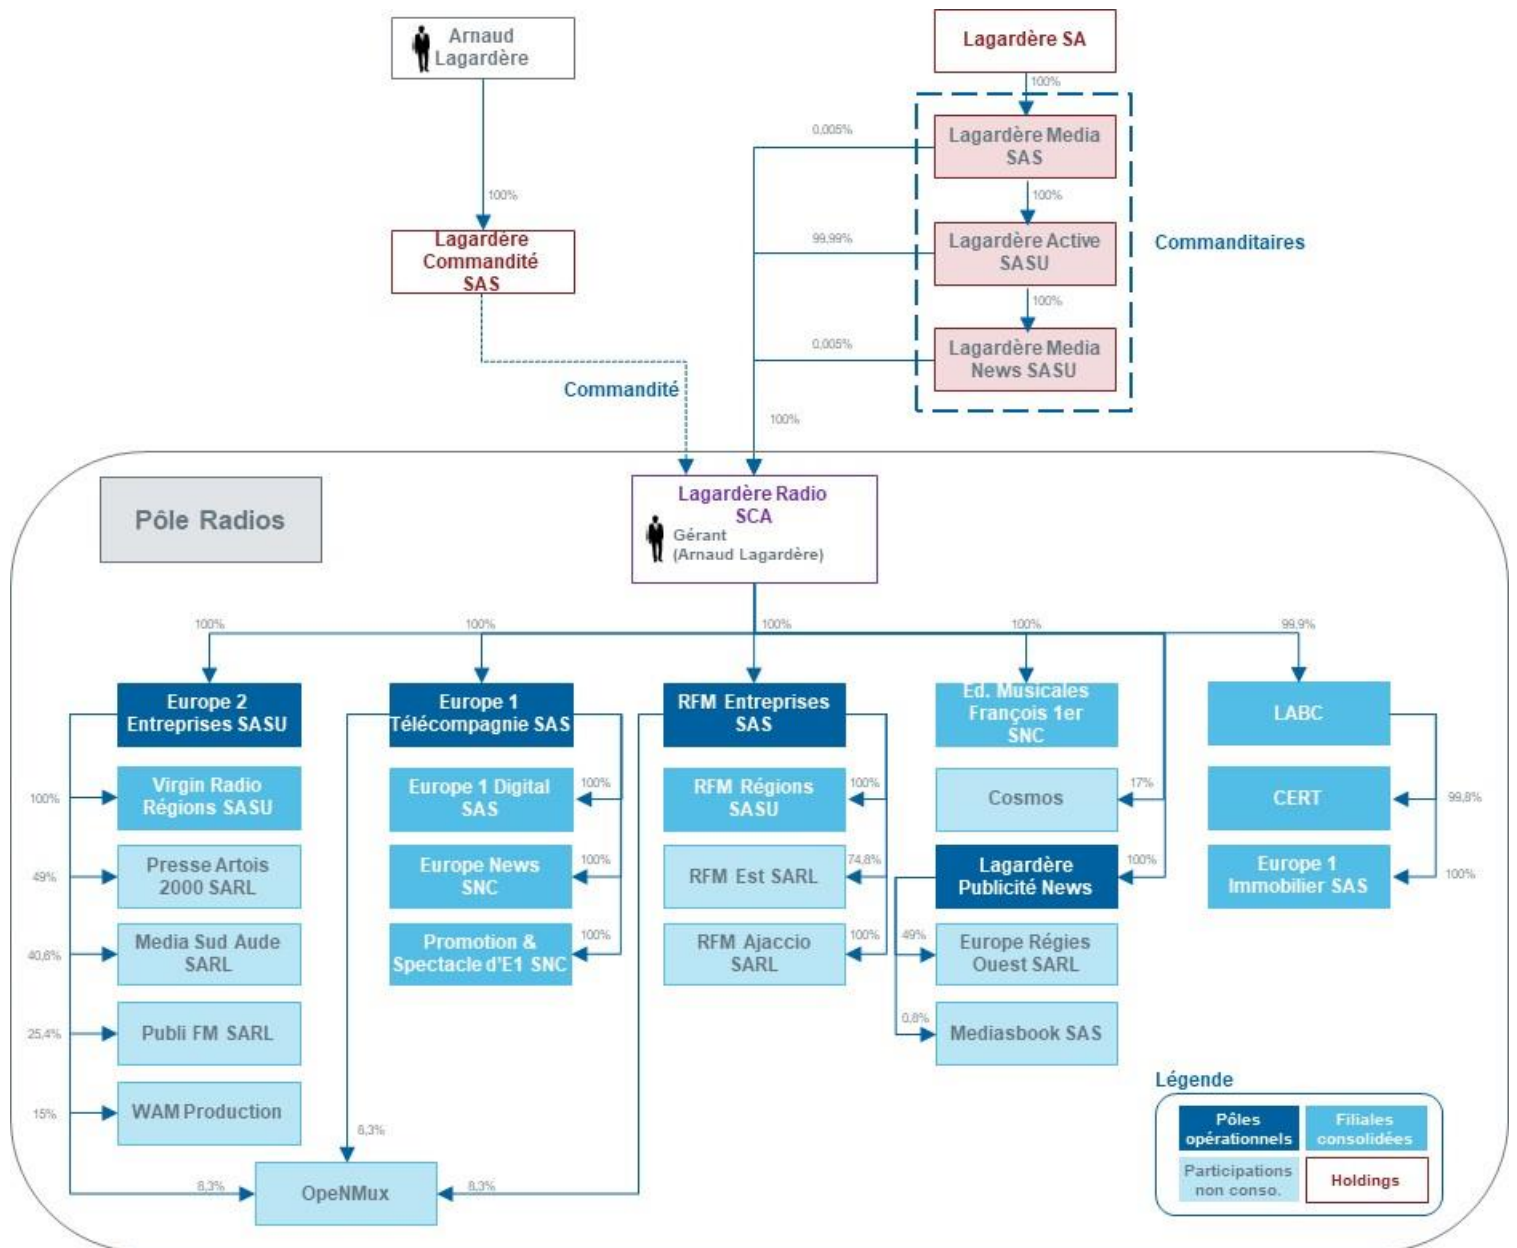 Arnaud
Lagardère
Lagardère SA
100%
0,005%
Lagardère Media
SAS
100%
100%
Lagardère
Commandité
SAS
99,99%
Lagardère Active
SASU
Commanditaires
100%
0,005%
Lagardère Media
News SASU
Commandité
100%
Pôle Radios
Lagardère Radio
SCA
Gérant
(Arnaud Lagardère)
100%
100%
100%
100%
99,9%
Europe 2
Entreprises SASU
Europe 1
Télécompagnie SAS
RFM Entreprises
SAS
Ed. Musicales
François 1er
SNC
LABC
100%
Virgin Radio
Régions SASU
Europe 1 Digital
SAS
100%
RFM Régions
SASU
100%
Cosmos
17%
CERT
99,8%
49%
Presse Artois
2000 SARL
Europe News
SNC
100%
RFM Est SARL
74,8%
Lagardère
Publicité News
100%
Europe 1
Immobilier SAS
100%
40,6%
Media Sud Aude
SARL
Promotion &
Spectacle d'E1 SNC
100%
RFM Ajaccio
SARL
100%
49%
Europe Régies
Ouest SARL
25,4%
Publi FM SARL
0,8%
Mediasbook SAS
15%
WAM Production
8,3%
8,3%
OpeNMux
8,3%
Légende
Pôles
opérationnels
Filiales
consolidées
Participations
non conso.
Holdings